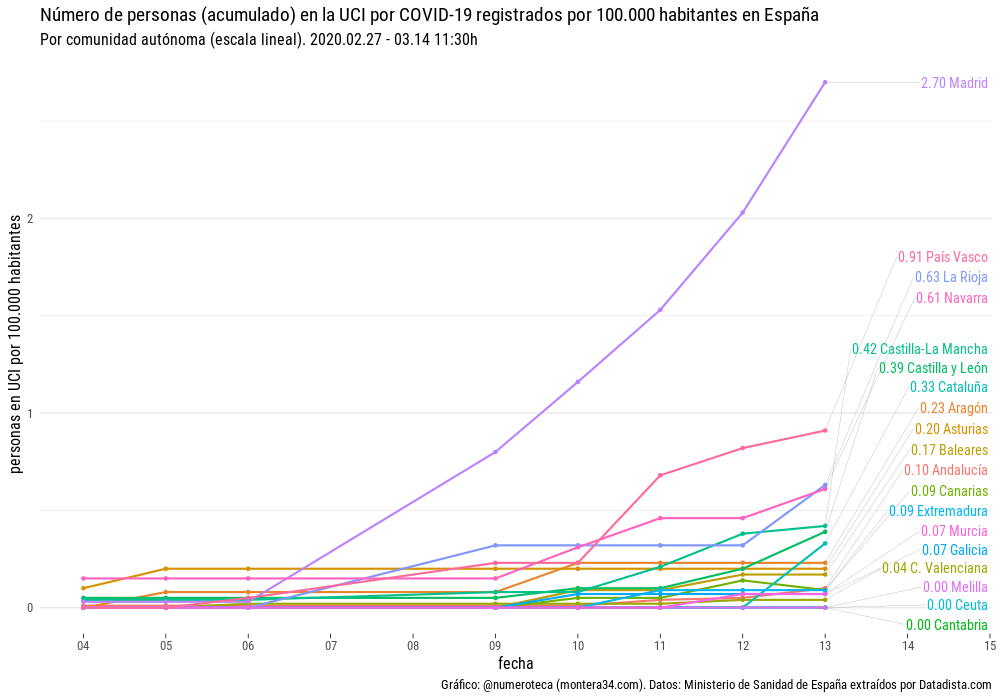 Número de personas (acumulado) en la UCI por COVID-19 registrados por 100.000 habitantes en España
Por comunidad autónoma (escala lineal). 2020.02.27 - 03.14 11:30h
personas en UCI por 100.000 habitantes
2
1
0
2.70 Madrid
0.91 País Vasco
0.63 La Rioja
0.61 Navarra
0.42 Castilla-La Mancha
0.39 Castilla y León
0.33 Cataluña
0.23 Aragón
0.20 Asturias
0.17 Baleares
0.10 Andalucía
0.09 Canarias
0.09 Extremadura
0.07 Murcia
0.07 Galicia
0.04 C. Valenciana
0.00 Melilla
0.00 Ceuta
0.00 Cantabria
04 05 06 07 08 09 10 11 12 13 14 15
fecha
Gráfico: @numeroteca (montera34.com). Datos: Ministerio de Sanidad de España extraídos por Datadista.com